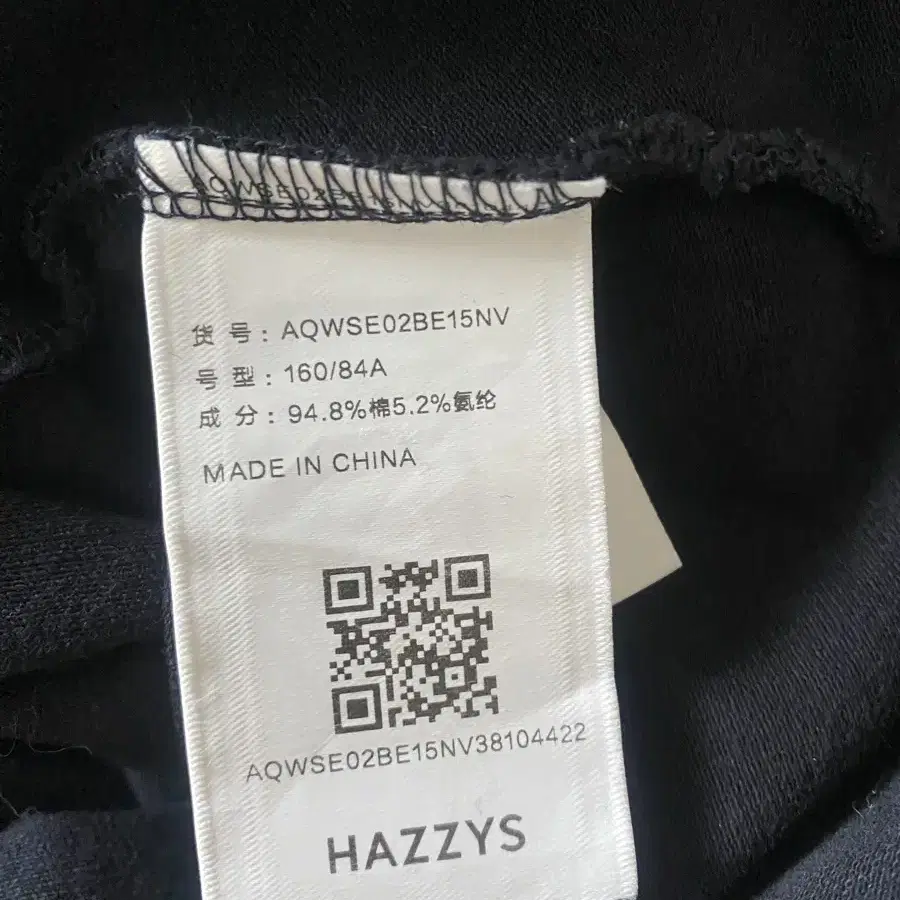 货 号：AQWSE02BE15NV
号 型：160/84A
成 分：94.8%棉5.2%氨纶
MADE IN CHINA
AQWSE02BE15NV38104422
HAZZYS